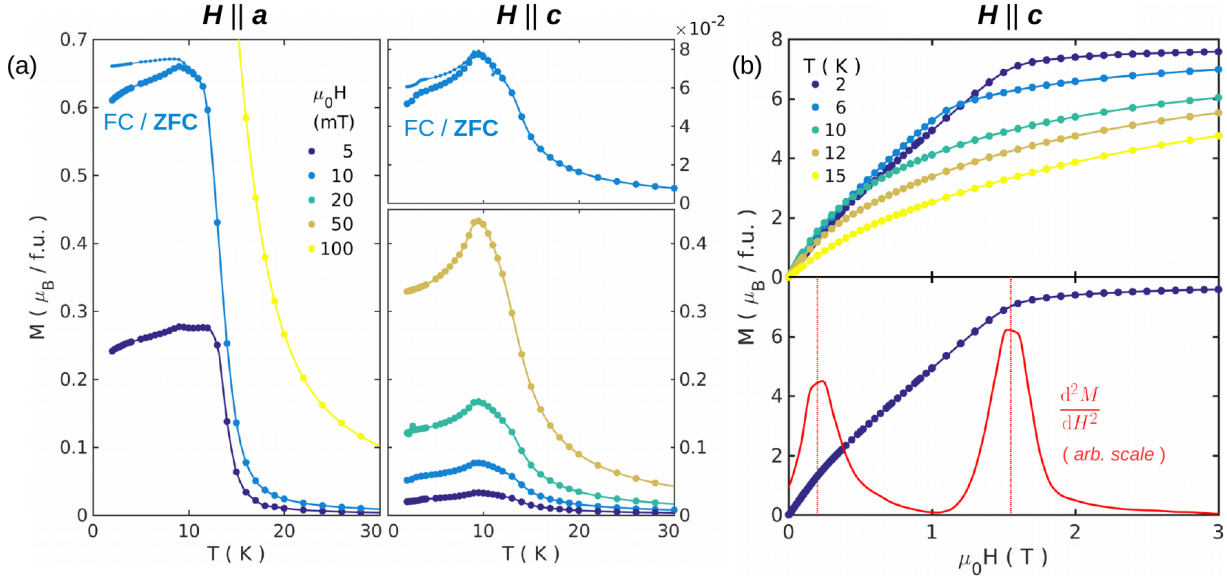 H || a
H || c
H || c
(a)
0.7
0.6
0.5
0.4
0.3
0.2
0.1
0
M ( μB / f.u. )
FC / ZFC
μ0H
(mT)
5
10
20
50
100
0 10 20 30
T ( K )
×10-2
8
6
4
2
0
FC / ZFC
0.4
0.3
0.2
0.1
0
0 10 20 30
T ( K )
(b)
8
6
4
2
0
T ( K )
2
6
10
12
15
M ( μB / f.u. )
8
6
4
2
0
d2M
dH2
( arb. scale )
0 1 2 3
μ0H ( T )